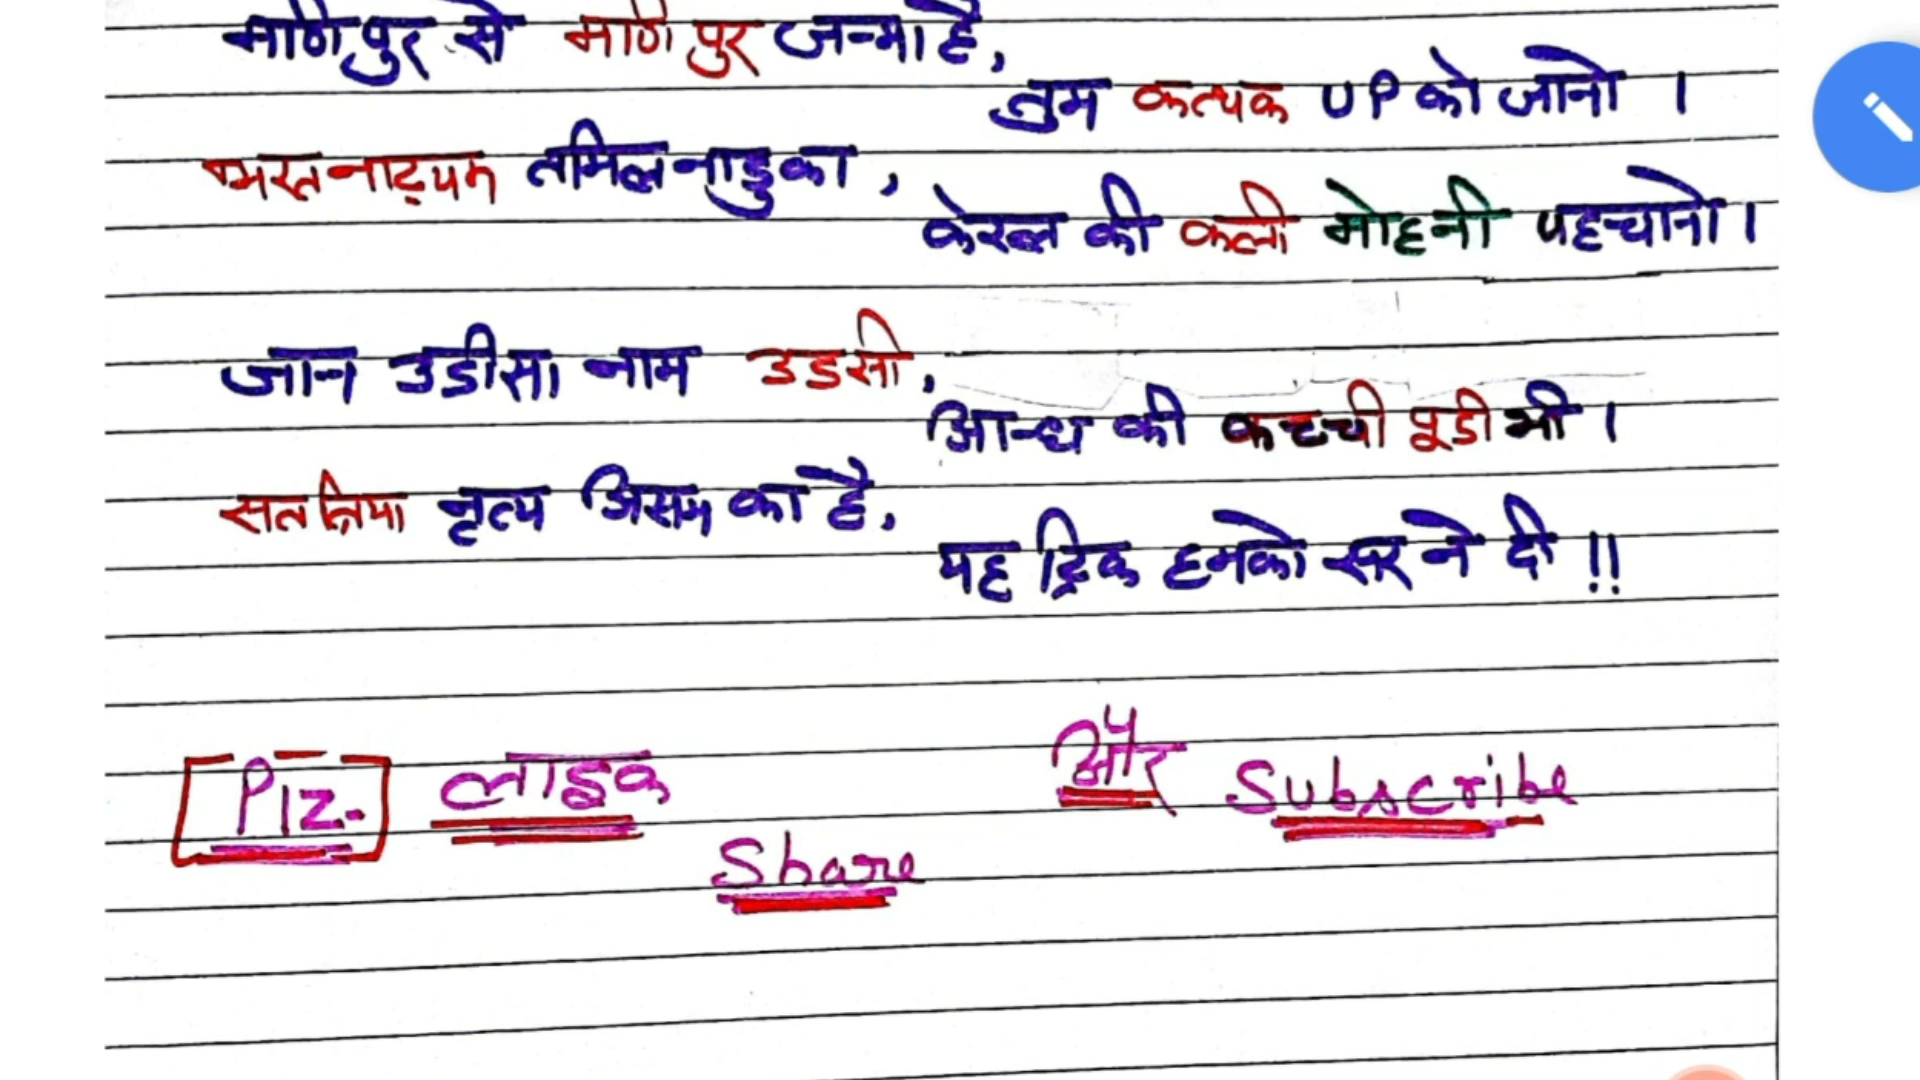 मणिपुर से मणिपुर जन्मा है,
तुम कत्थक UP को जानो ।
भरतनाट्यम तमिलनाडु का,
केरल की कली मोहनी पहचानो ।
जान उडीसा नाम उडसी,
आन्ध्र की कच्ची पूडी भी ।
सतत्रिया नृत्य असम का है,
यह ट्रिक हमको सर ने दी !!
Plz. लाइक
Share
और Subscribe